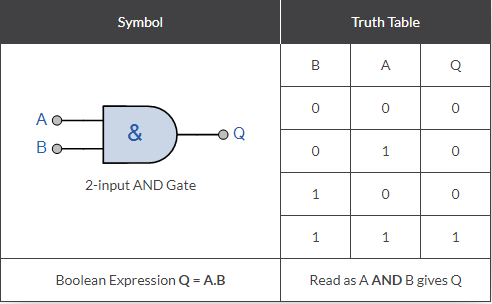 Symbol Truth Table
B A Q
0 0 0
A
& Q
B
0 1 0
2-input AND Gate
1 0 0
1 1 1
Boolean Expression Q = A.B Read as A AND B gives Q